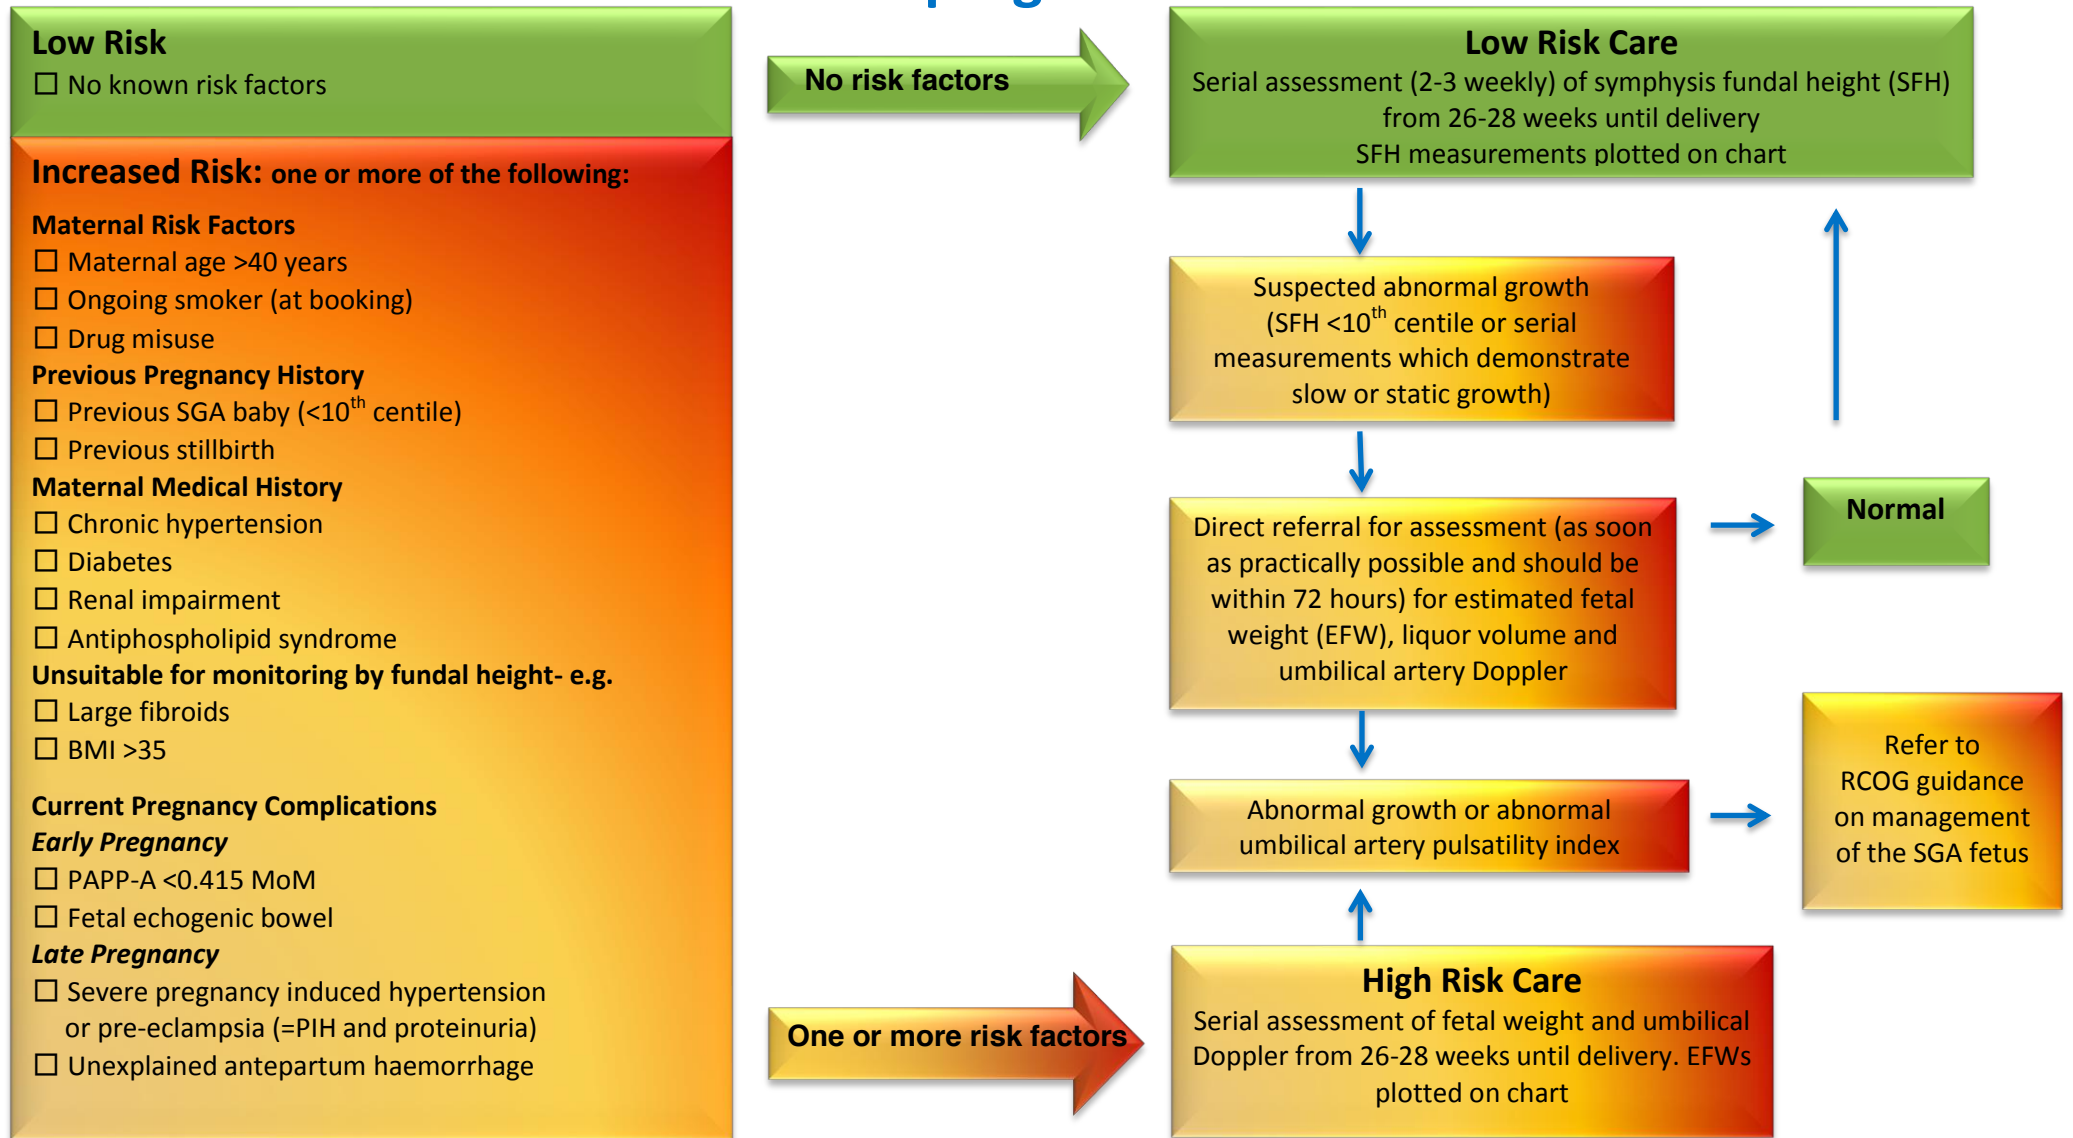 Low Risk
☐ No known risk factors
Increased Risk: one or more of the following:
Maternal Risk Factors
☐ Maternal age >40 years
☐ Ongoing smoker (at booking)
☐ Drug misuse
Previous Pregnancy History
☐ Previous SGA baby (<10th centile)
☐ Previous stillbirth
Maternal Medical History
☐ Chronic hypertension
☐ Diabetes
☐ Renal impairment
☐ Antiphospholipid syndrome
Unsuitable for monitoring by fundal height- e.g.
☐ Large fibroids
☐ BMI >35
Current Pregnancy Complications
Early Pregnancy
☐ PAPP-A <0.415 MoM
☐ Fetal echogenic bowel
Late Pregnancy
☐ Severe pregnancy induced hypertension
or pre-eclampsia (=PIH and proteinuria)
☐ Unexplained antepartum haemorrhage
No risk factors
One or more risk factors
Low Risk Care
Serial assessment (2-3 weekly) of symphysis fundal height (SFH)
from 26-28 weeks until delivery
SFH measurements plotted on chart
Suspected abnormal growth
(SFH <10th centile or serial
measurements which demonstrate
slow or static growth)
Direct referral for assessment (as soon
as practically possible and should be
within 72 hours) for estimated fetal
weight (EFW), liquor volume and
umbilical artery Doppler
Normal
Abnormal growth or abnormal
umbilical artery pulsatility index
Refer to
RCOG guidance
on management
of the SGA fetus
High Risk Care
Serial assessment of fetal weight and umbilical
Doppler from 26-28 weeks until delivery. EFWs
plotted on chart